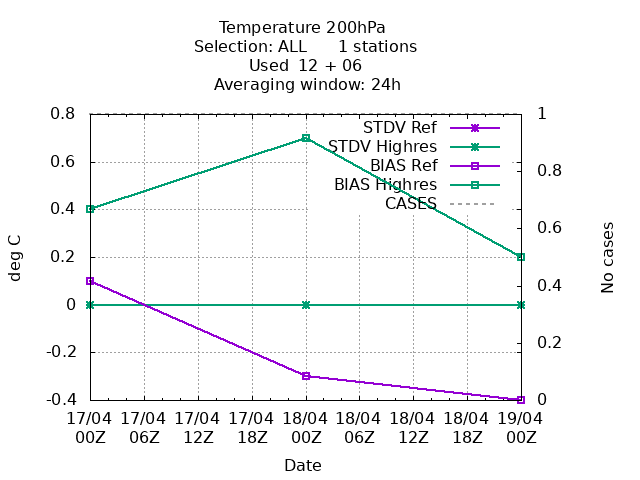 Temperature 200hPa
Selection: ALL      1 stations
Used  12 + 06
Averaging window: 24h
0.8
0.6
0.4
0.2
0
-0.2
-0.4
deg C
1
0.8
0.6
0.4
0.2
0
No cases
STDV Ref
STDV Highres
BIAS Ref
BIAS Highres
CASES
17/04 17/04 17/04 17/04 18/04 18/04 18/04 18/04 19/04
00Z 06Z 12Z 18Z 00Z 06Z 12Z 18Z 00Z
Date